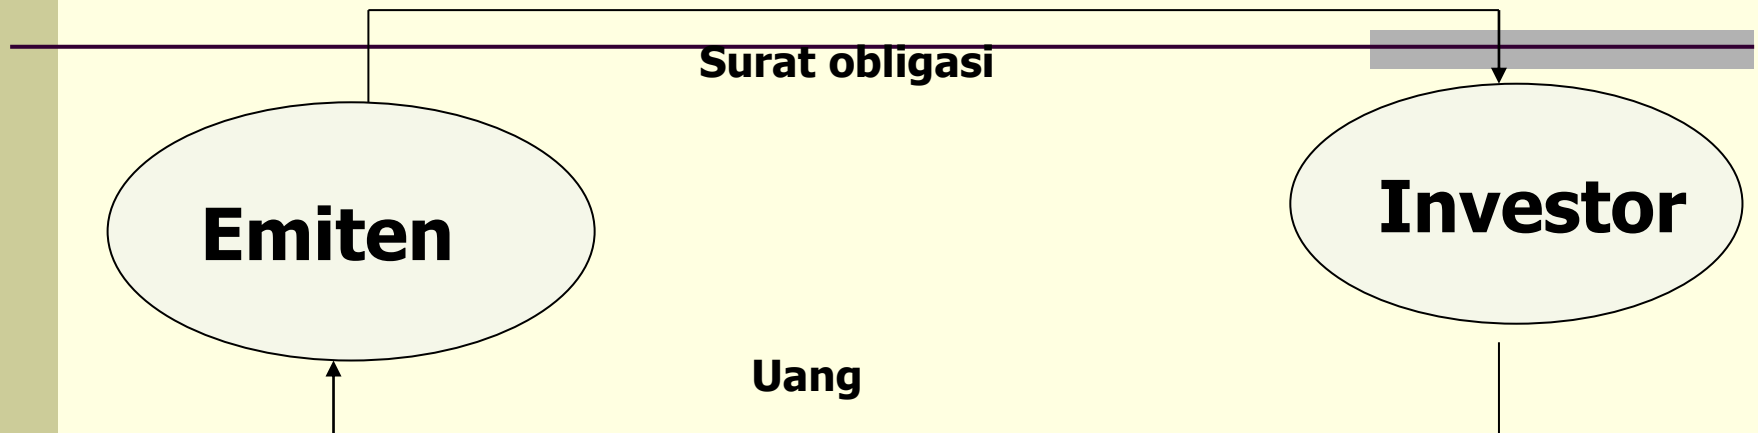 Surat obligasi
Emiten
Investor
Uang